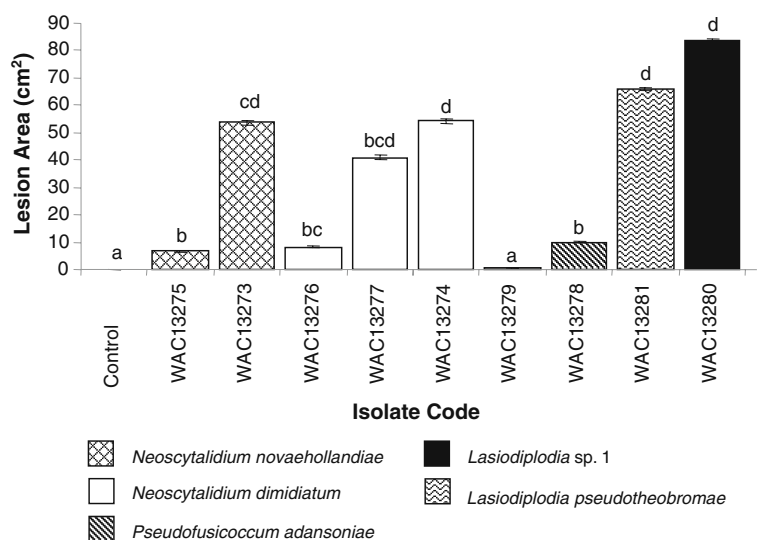 90
80
70
60
50
40
30
20
10
0
Lesion Area (cm²)
a
b
cd
bc
bcd
d
a
b
d
d
Control
WAC13275
WAC13273
WAC13276
WAC13277
WAC13274
WAC13279
WAC13278
WAC13281
WAC13280
Isolate Code
Neoscytalidium novaehollandiae
Neoscytalidium dimidiatum
Pseudofusicoccum adansoniae
Lasiodiplodia sp. 1
Lasiodiplodia pseudotheobromae